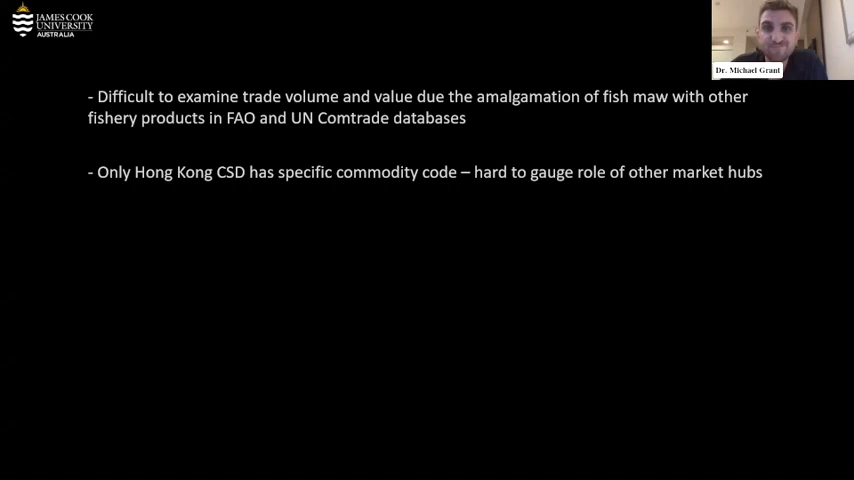 JAMES COOK
UNIVERSITY
AUSTRALIA
Dr. Michael Grant
- Difficult to examine trade volume and value due the amalgamation of fish maw with other
fishery products in FAO and UN Comtrade databases
- Only Hong Kong CSD has specific commodity code – hard to gauge role of other market hubs